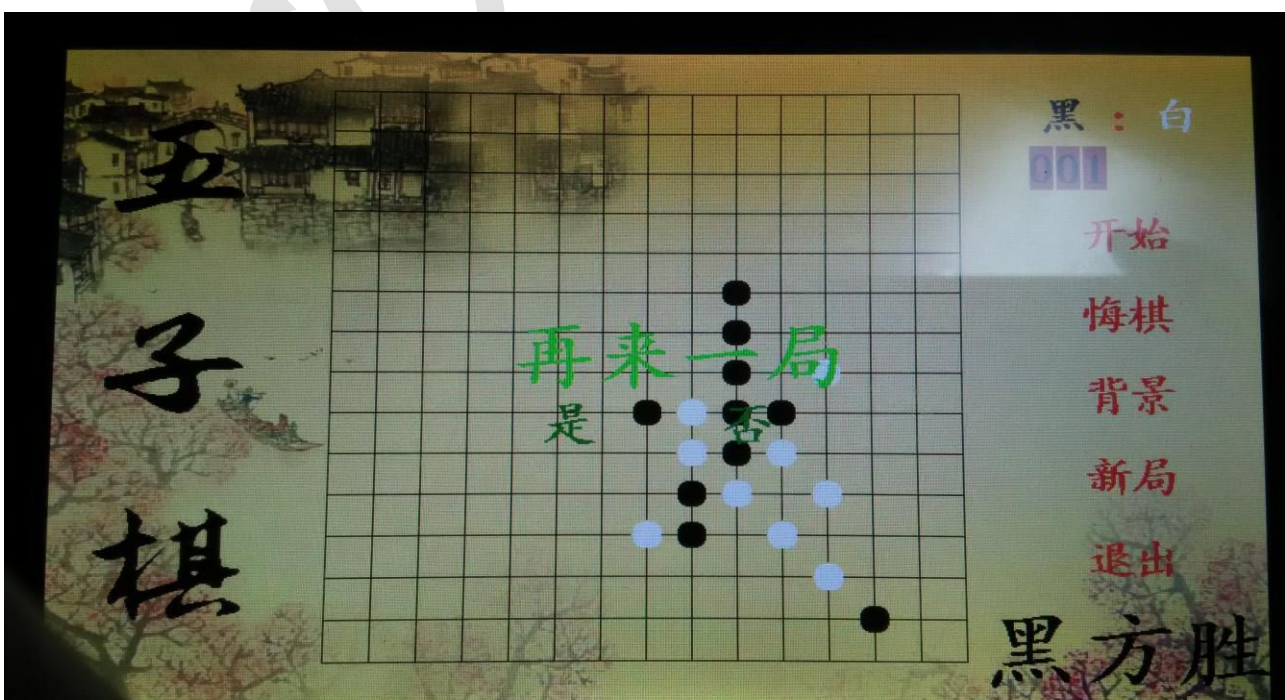 五子棋
黑 : 白
001
开始
悔棋
背景
新局
退出
再来一局
是 否
黑方胜